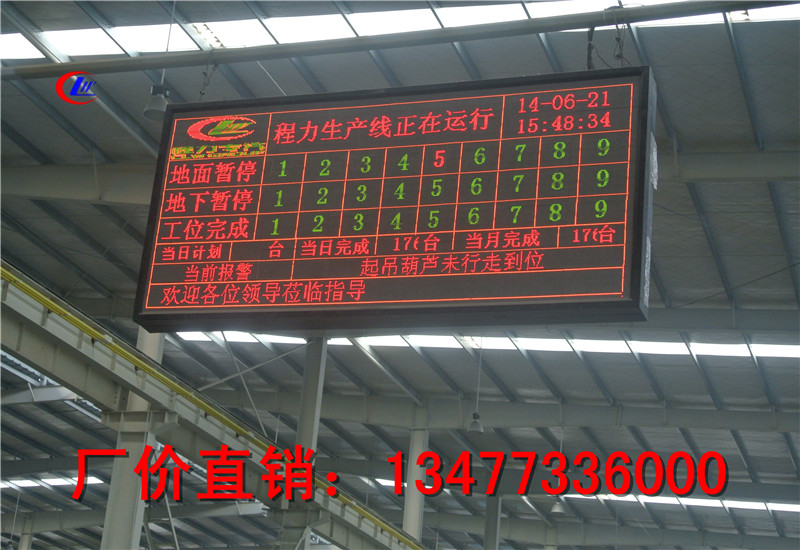 程力生产线正在运行 14-06-21
15:48:34
地面暂停 1 2 3 4 5 6 7 8 9
地下暂停 1 2 3 4 5 6 7 8 9
工位完成 1 2 3 4 5 6 7 8 9
当日计划 台 当日完成 176台 当月完成 176台
当前报警 起吊葫芦未行走到位
欢迎各位领导莅临指导
厂价直销：13477336000